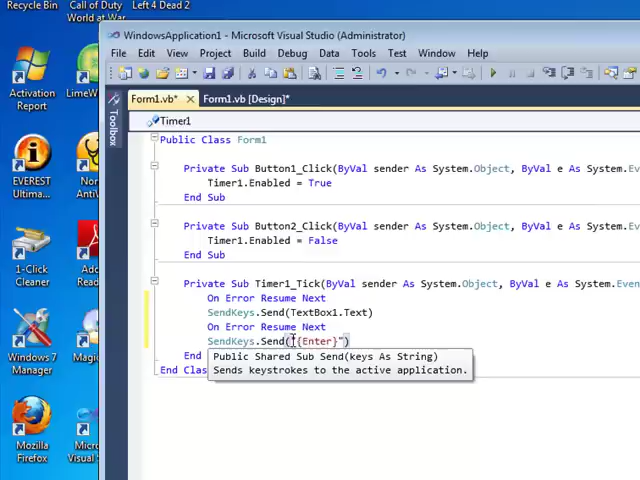 Recycle Bin
Call of Duty
World at War
Left 4 Dead 2
WindowsApplication1 - Microsoft Visual Studio (Administrator)
File Edit View Project Build Debug Data Tools Test Window Help
Form1.vb* Form1.vb [Design]*
Toolbox
Timer1
Public Class Form1
Private Sub Button1_Click(ByVal sender As System.Object, ByVal e As System.Ev
Timer1.Enabled = True
End Sub
Private Sub Button2_Click(ByVal sender As System.Object, ByVal e As System.Ev
Timer1.Enabled = False
End Sub
Private Sub Timer1_Tick(ByVal sender As System.Object, ByVal e As System.Even
On Error Resume Next
SendKeys.Send(TextBox1.Text)
On Error Resume Next
SendKeys.Send("{Enter}")
End
Public Shared Sub Send(keys As String)
Sends keystrokes to the active application.
End Clas
Activation
Report
LimeW
EVEREST
Ultima...
No
Anti
1-Click
Cleaner
Ad
Rea
Windows 7
Manager
Magi
Mozilla
Firefox